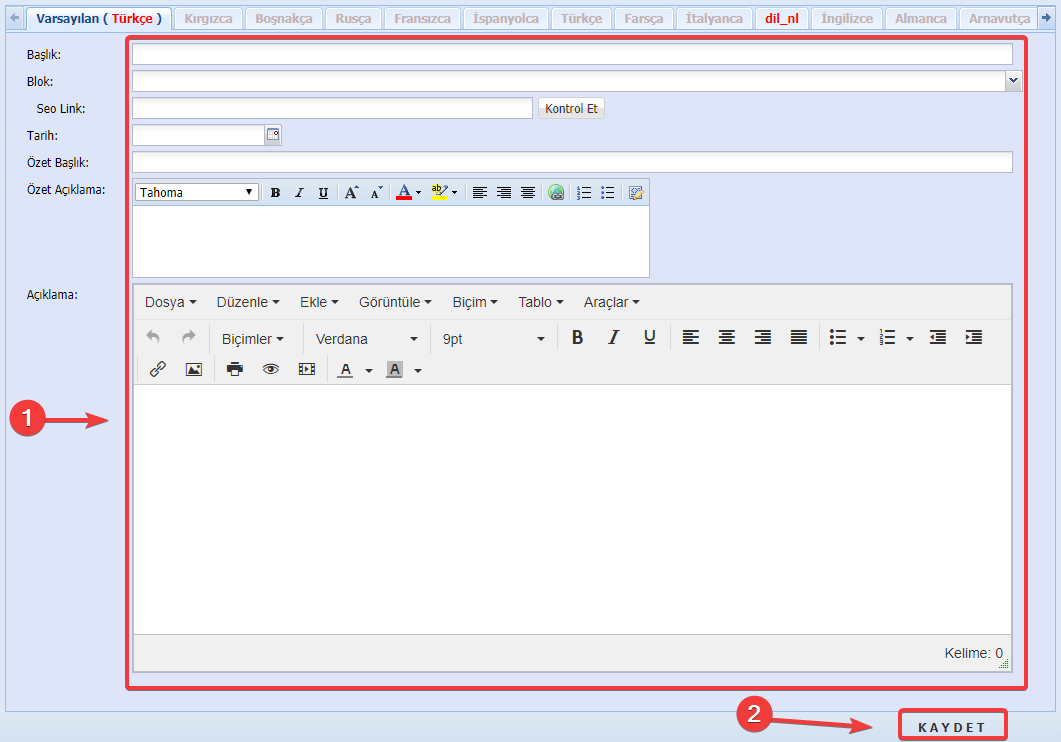 Varsayılan ( Türkçe ) Kırgızca Boşnakça Rusça Fransızca İspanyolca Türkçe Farsça İtalyanca dil_nl İngilizce Almanca Arnavutça
Başlık:
Blok:
Seo Link: Kontrol Et
Tarih:
Özet Başlık:
Özet Açıklama: Tahoma B I U A A A ab
Açıklama: Dosya Düzenle Ekle Görüntüle Biçim Tablo Araçlar
Biçimler Verdana 9pt B I U
A A
1
Kelime: 0
2
KAYDET